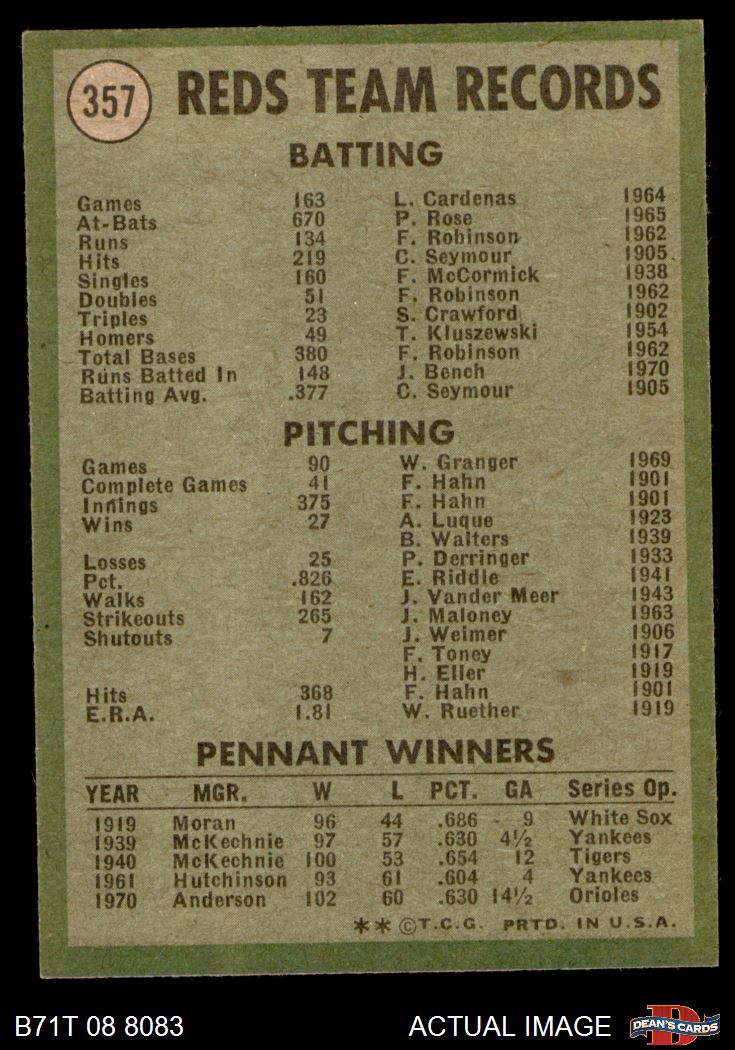 357 REDS TEAM RECORDS
BATTING
Games 163 L. Cardenas 1964
At-Bats 670 P. Rose 1965
Runs 134 F. Robinson 1962
Hits 219 C. Seymour 1905
Singles 160 F. McCormick 1938
Doubles 51 F. Robinson 1962
Triples 23 S. Crawford 1902
Homers 49 T. Kluszewski 1954
Total Bases 380 F. Robinson 1962
Runs Batted In 148 J. Bench 1970
Batting Avg. .377 C. Seymour 1905
PITCHING
Games 90 W. Granger 1969
Complete Games 41 F. Hahn 1901
Innings 375 F. Hahn 1901
Wins 27 A. Luque 1923
B. Walters 1939
Losses 25 P. Derringer 1933
Pct. .826 E. Riddle 1941
Walks 162 J. Vander Meer 1943
Strikeouts 265 J. Maloney 1963
Shutouts 7 J. Weimer 1906
F. Toney 1917
H. Eller 1919
Hits 368 F. Hahn 1901
E.R.A. 1.81 W. Ruether 1919
PENNANT WINNERS
YEAR MGR. W L PCT. GA Series Op.
1919 Moran 96 44 .686 9 White Sox
1939 McKechnie 97 57 .630 4½ Yankees
1940 McKechnie 100 53 .654 12 Tigers
1961 Hutchinson 93 61 .604 4 Yankees
1970 Anderson 102 60 .630 14½ Orioles
** ©T.C.G. PRTD. IN U.S.A.
B71T 08 8083 ACTUAL IMAGE DEAN'S CARDS